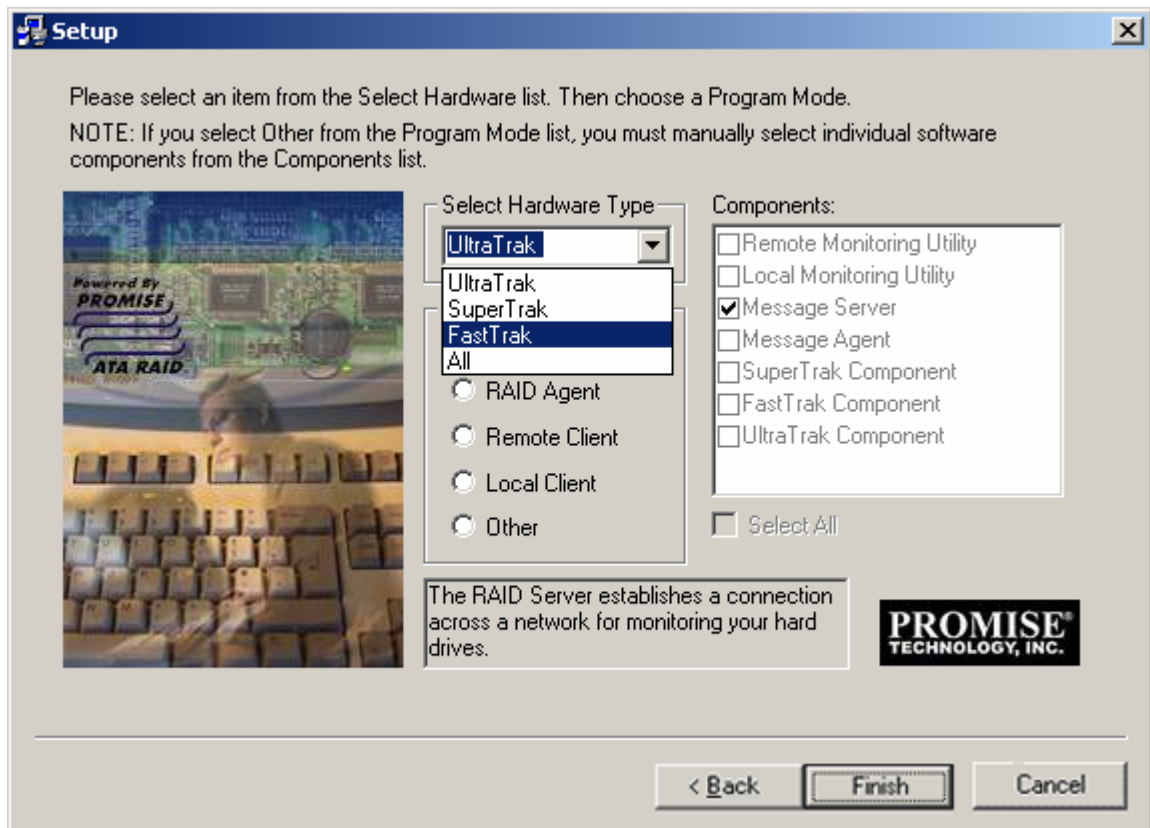 Setup
Please select an item from the Select Hardware list. Then choose a Program Mode.
NOTE: If you select Other from the Program Mode list, you must manually select individual software
components from the Components list.
Powered By
PROMISE
ATA RAID
Select Hardware Type
UltraTrak
UltraTrak
SuperTrak
FastTrak
All
RAID Agent
Remote Client
Local Client
Other
Components:
Remote Monitoring Utility
Local Monitoring Utility
Message Server
Message Agent
SuperTrak Component
FastTrak Component
UltraTrak Component
Select All
The RAID Server establishes a connection
across a network for monitoring your hard
drives.
PROMISE®
TECHNOLOGY, INC.
< Back
Finish
Cancel